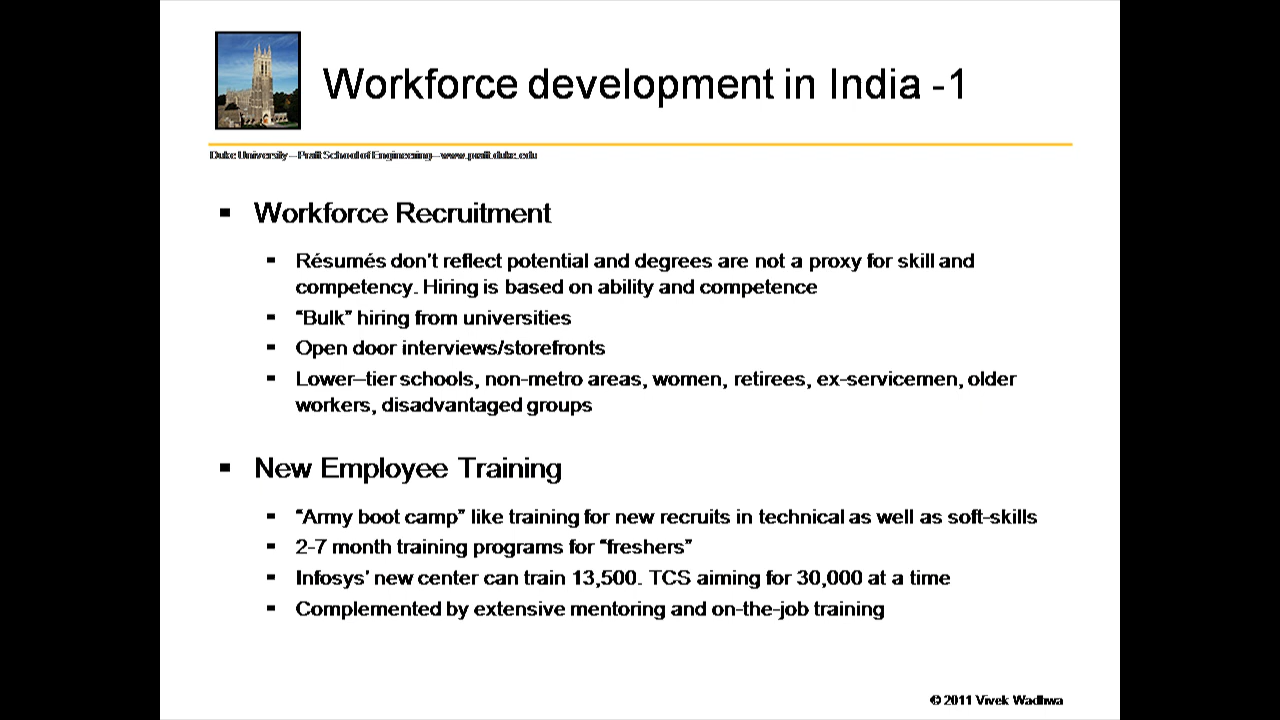 Workforce development in India -1
Duke University – Pratt School of Engineering – www.pratt.duke.edu
▪ Workforce Recruitment
▪ Résumés don’t reflect potential and degrees are not a proxy for skill and
competency. Hiring is based on ability and competence
▪ “Bulk” hiring from universities
▪ Open door interviews/storefronts
▪ Lower–tier schools, non-metro areas, women, retirees, ex-servicemen, older
workers, disadvantaged groups
▪ New Employee Training
▪ “Army boot camp” like training for new recruits in technical as well as soft-skills
▪ 2-7 month training programs for “freshers”
▪ Infosys’ new center can train 13,500. TCS aiming for 30,000 at a time
▪ Complemented by extensive mentoring and on-the-job training
© 2011 Vivek Wadhwa